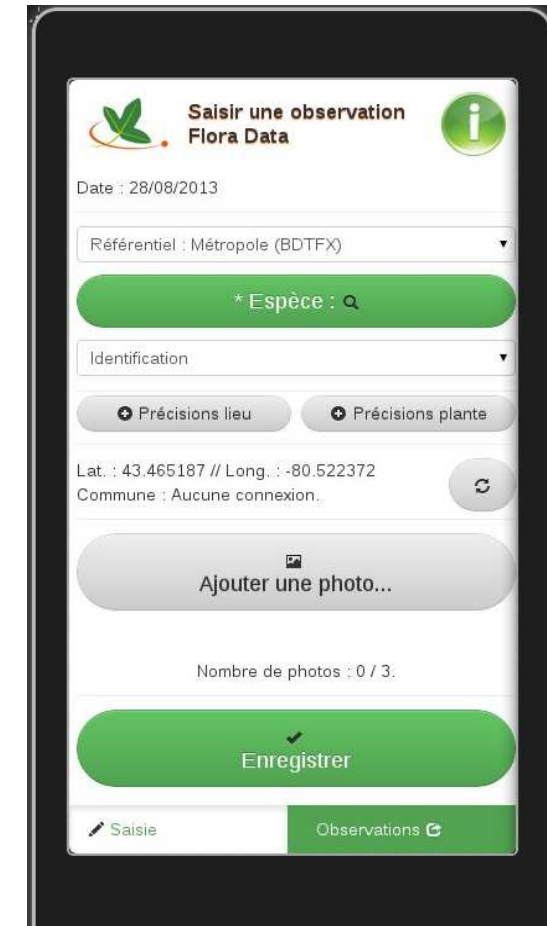 Saisir une observation
Flora Data
Date : 28/08/2013
Référentiel : Métropole (BDTFX)
* Espèce :
Identification
Précisions lieu
Précisions plante
Lat. : 43.465187 // Long. : -80.522372
Commune : Aucune connexion.
Ajouter une photo...
Nombre de photos : 0 / 3.
Enregistrer
Saisie
Observations